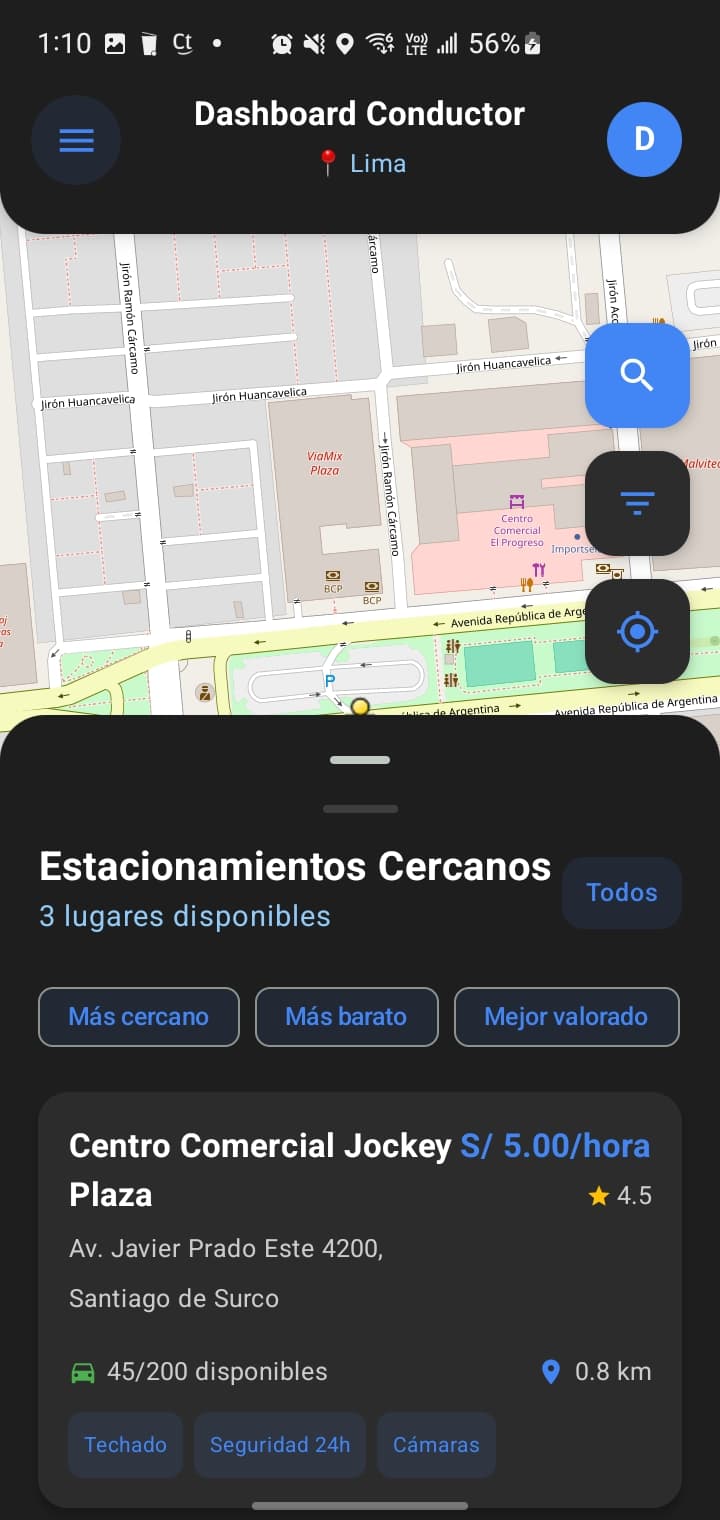 1:10 Ct • Vo)) LTE 6 56%
Dashboard Conductor
D
📍 Lima
Jirón Ramón Cárcamo
árcamo
Jirón Aco
Jirón
Jirón Huancavelica ←
Jirón Huancavelica
Jirón Huancavelica
→Jirón Ramón Cárcamo
ViaMix
Plaza
Malvitec
Centro
Comercial
El Progreso
Importser
BCP
BCP
← Avenida República de Arge
P
Avenida República de Argentina
blica de Argentina →
Estacionamientos Cercanos
3 lugares disponibles
Todos
Más cercano
Más barato
Mejor valorado
Centro Comercial Jockey
Plaza
S/ 5.00/hora
4.5
Av. Javier Prado Este 4200,
Santiago de Surco
45/200 disponibles
0.8 km
Techado
Seguridad 24h
Cámaras